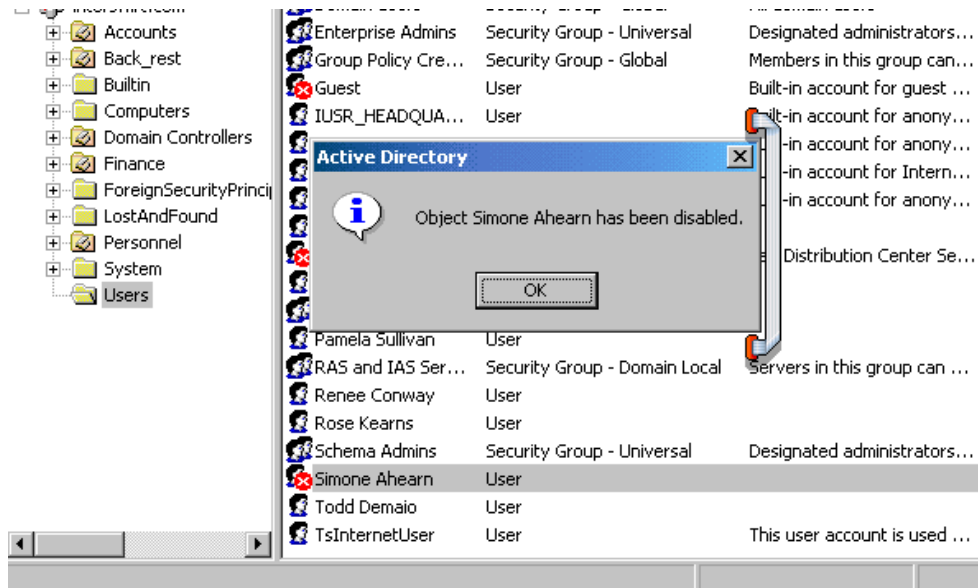 Accounts
Back_rest
Builtin
Computers
Domain Controllers
Finance
ForeignSecurityPrincip
LostAndFound
Personnel
System
Users
Enterprise Admins Security Group - Universal Designated administrators...
Group Policy Cre... Security Group - Global Members in this group can...
Guest User Built-in account for guest ...
IUSR_HEADQUA... User Built-in account for anony...
-in account for anony...
-in account for Intern...
-in account for anony...
Distribution Center Se...
Active Directory
Object Simone Ahearn has been disabled.
OK
Pamela Sullivan User
RAS and IAS Ser... Security Group - Domain Local Servers in this group can ...
Renee Conway User
Rose Kearns User
Schema Admins Security Group - Universal Designated administrators...
Simone Ahearn User
Todd Demaio User
TsInternetUser User This user account is used ...